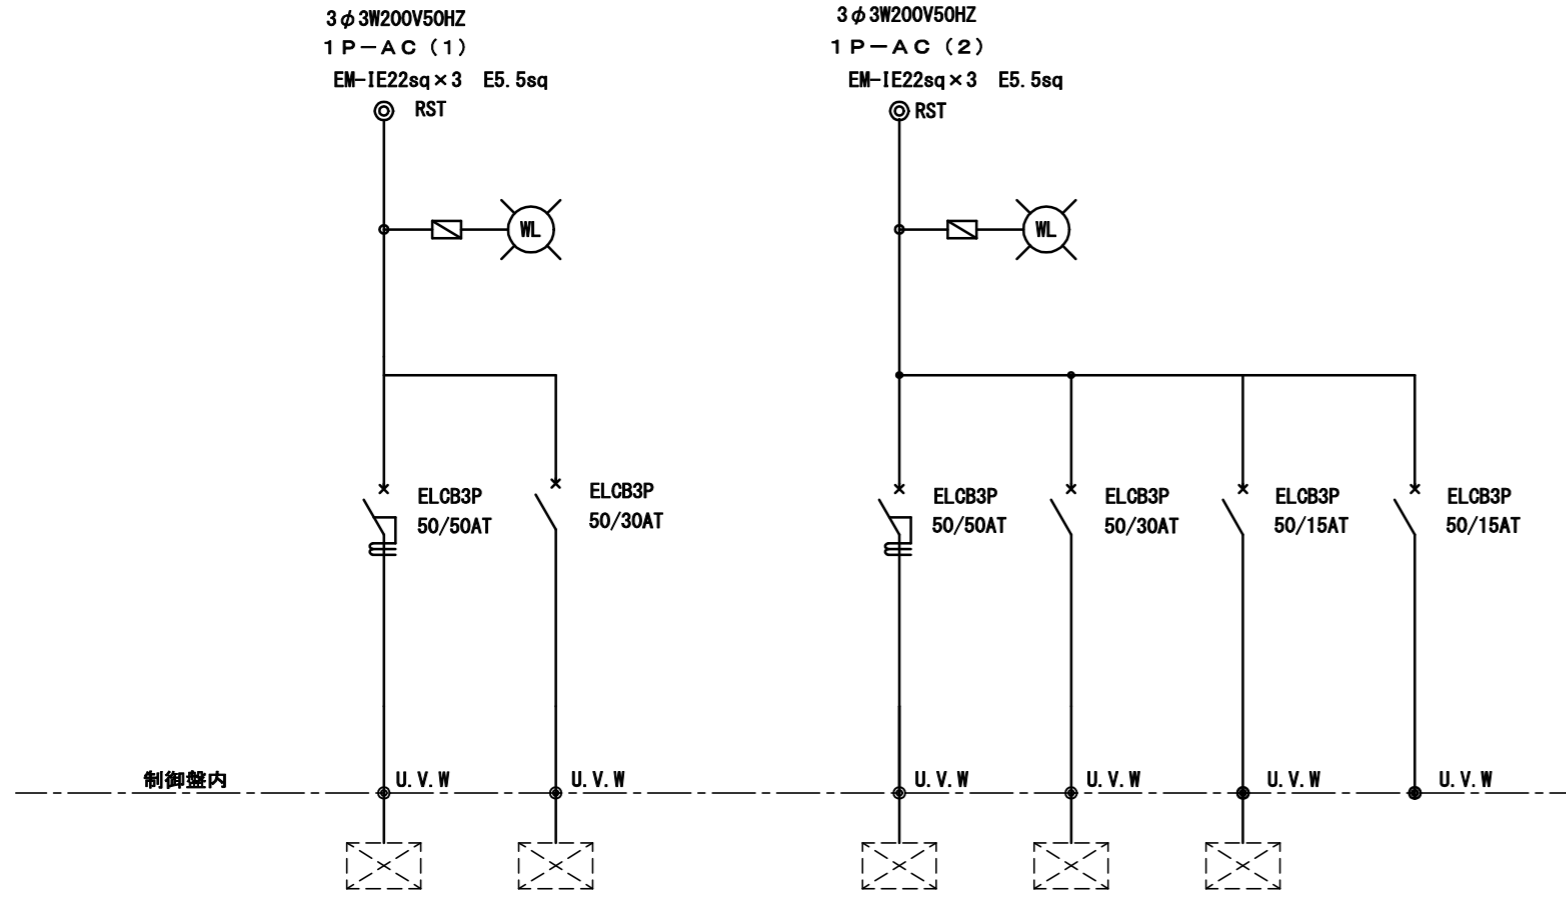 3φ3W200V50HZ
1P－AC（1）
EM-IE22sq×3 E5.5sq
RST
WL
ELCB3P
50/50AT
ELCB3P
50/30AT
U.V.W
U.V.W
3φ3W200V50HZ
1P－AC（2）
EM-IE22sq×3 E5.5sq
RST
WL
ELCB3P
50/50AT
ELCB3P
50/30AT
ELCB3P
50/15AT
ELCB3P
50/15AT
制御盤内
U.V.W
U.V.W
U.V.W
U.V.W